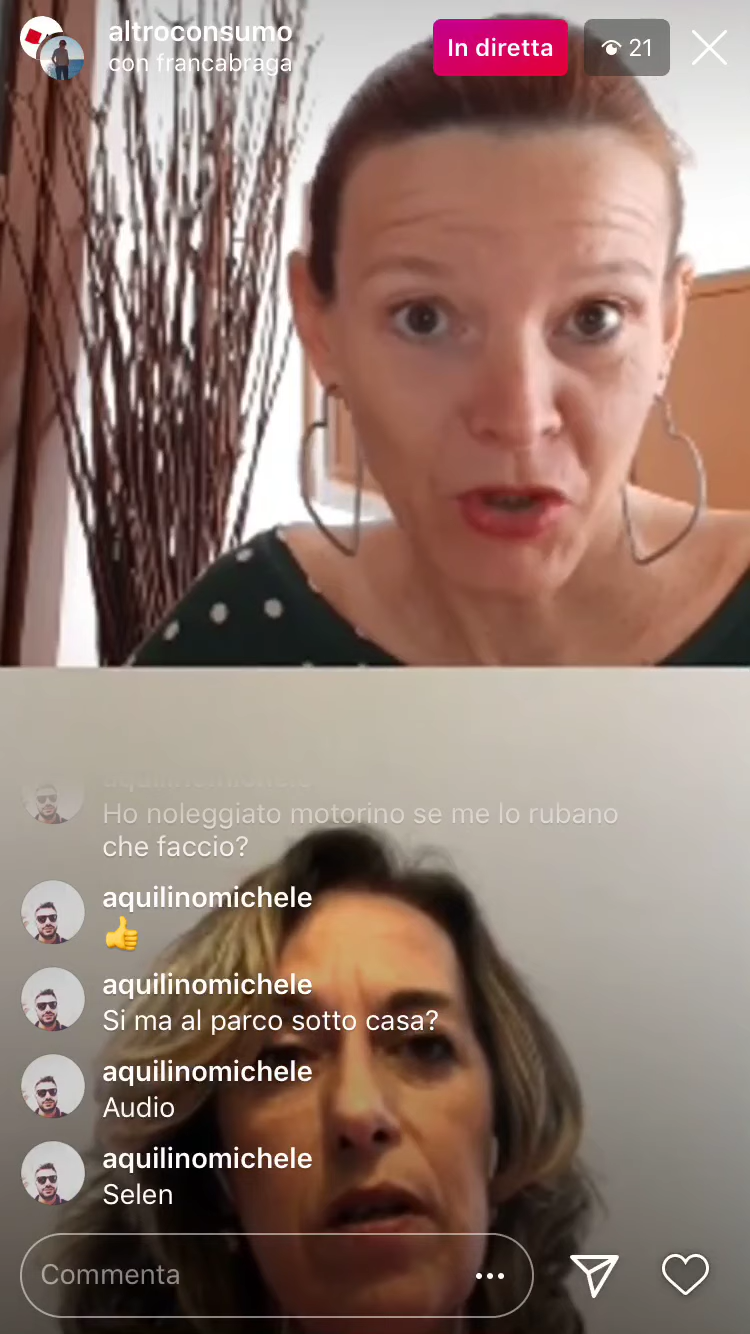 altroconsumo
con francabraga
In diretta
21
aquilinomichele
Ho noleggiato motorino se me lo rubano
che faccio?
aquilinomichele
👍
aquilinomichele
Si ma al parco sotto casa?
aquilinomichele
Audio
aquilinomichele
Selen
Commenta